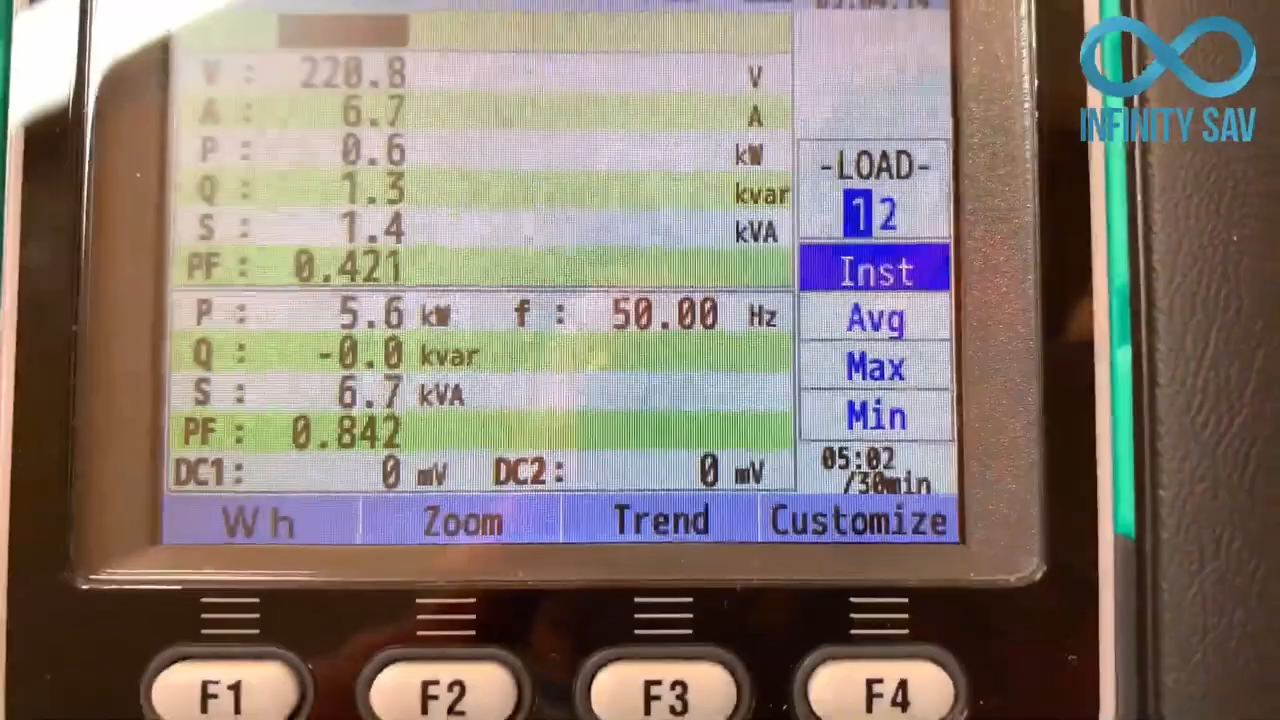 V : 220.8 V
A : 6.7 A
P : 0.6 kW
Q : 1.3 kvar
S : 1.4 kVA
PF : 0.421
P : 5.6 kW f : 50.00 Hz
Q : -0.0 kvar
S : 6.7 kVA
PF : 0.842
DC1: 0 mV DC2: 0 mV
Wh Zoom Trend Customize
-LOAD-
12
Inst
Avg
Max
Min
05:02
/30min
F1 F2 F3 F4
INFINITY SAV